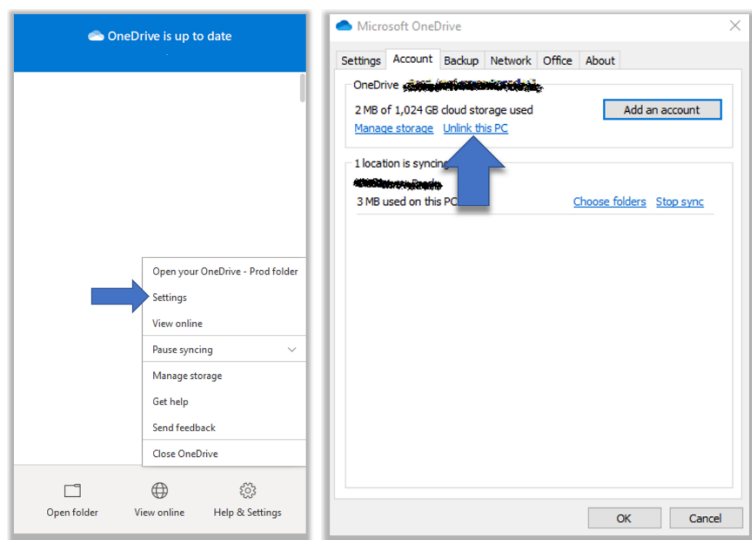 OneDrive is up to date
Open your OneDrive - Prod folder
Settings
View online
Pause syncing
Manage storage
Get help
Send feedback
Close OneDrive
Open folder
View online
Help & Settings
Microsoft OneDrive
Settings Account Backup Network Office About
OneDrive
2 MB of 1,024 GB cloud storage used
Add an account
Manage storage Unlink this PC
1 location is syncing
3 MB used on this PC
Choose folders Stop sync
OK Cancel